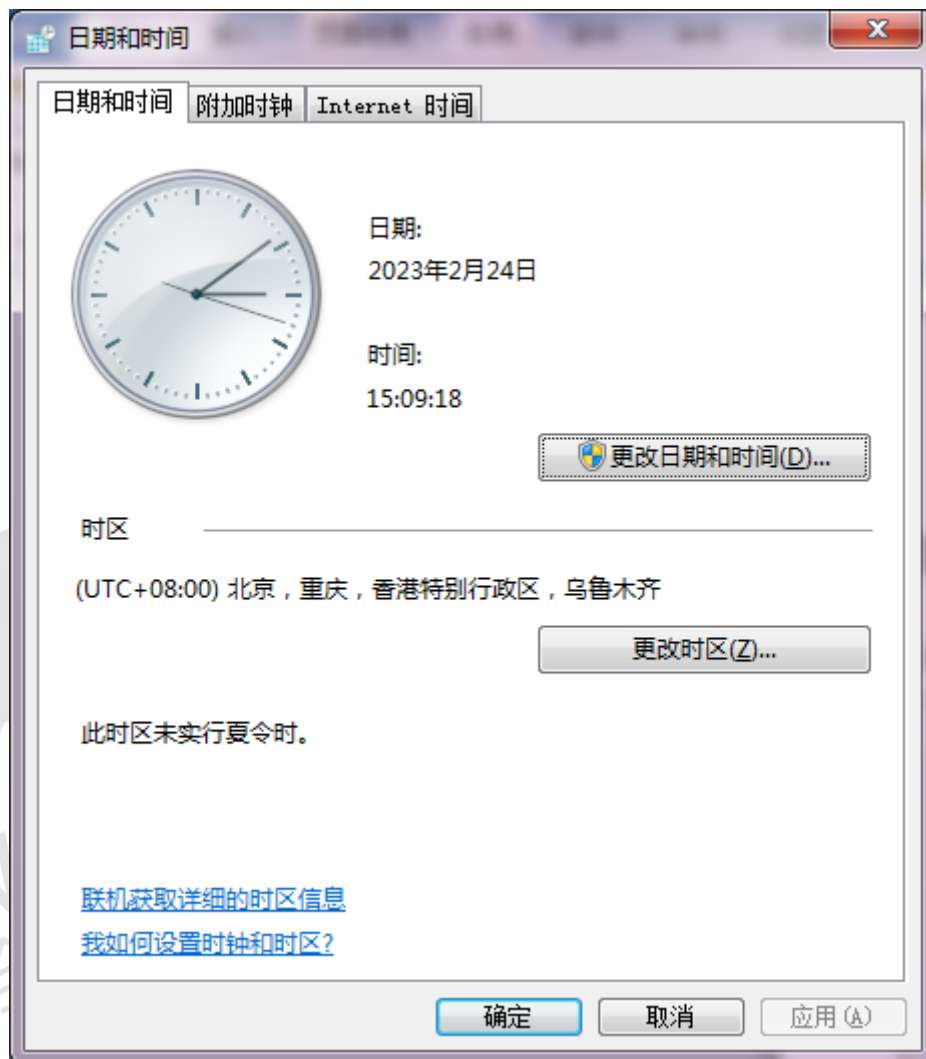 日期和时间
日期和时间 附加时钟 Internet 时间
日期:
2023年2月24日
时间:
15:09:18
更改日期和时间(D)...
时区
(UTC+08:00) 北京，重庆，香港特别行政区，乌鲁木齐
更改时区(Z)...
此时区未实行夏令时。
联机获取详细的时区信息
我如何设置时钟和时区?
确定 取消 应用(A)